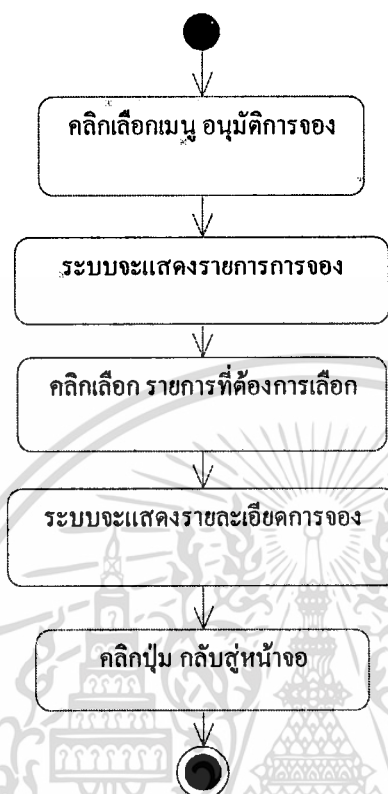 คลิกเลือกเมนู อนุมัติการจอง
ระบบจะแสดงรายการการจอง
คลิกเลือก รายการที่ต้องการเลือก
ระบบจะแสดงรายละเอียดการจอง
คลิกปุ่ม กลับสู่หน้าจอ